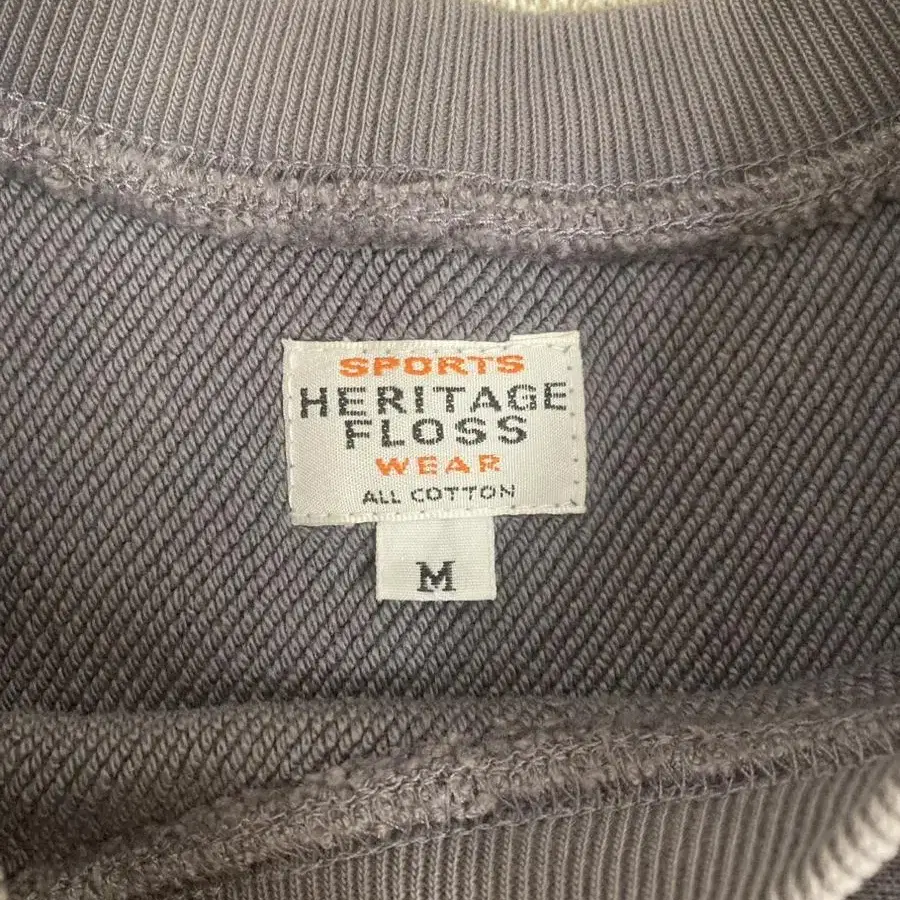 SPORTS
HERITAGE
FLOSS
WEAR
ALL COTTON
M